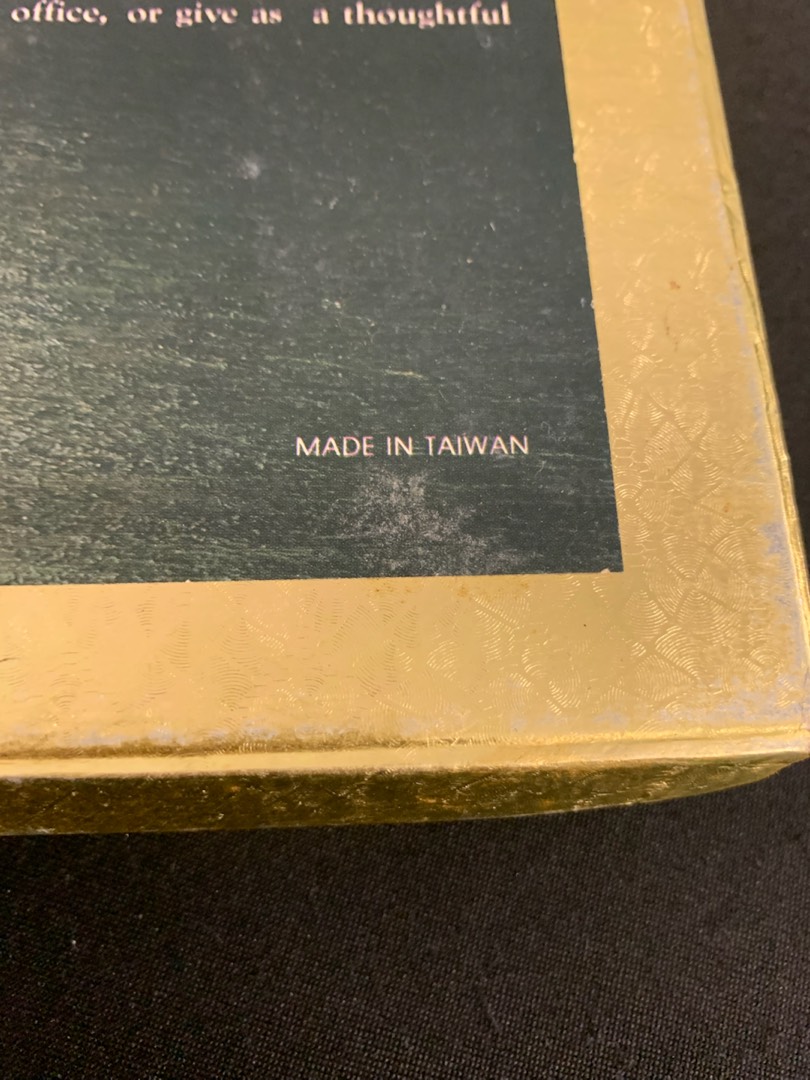 office, or give as a thoughtful
MADE IN TAIWAN